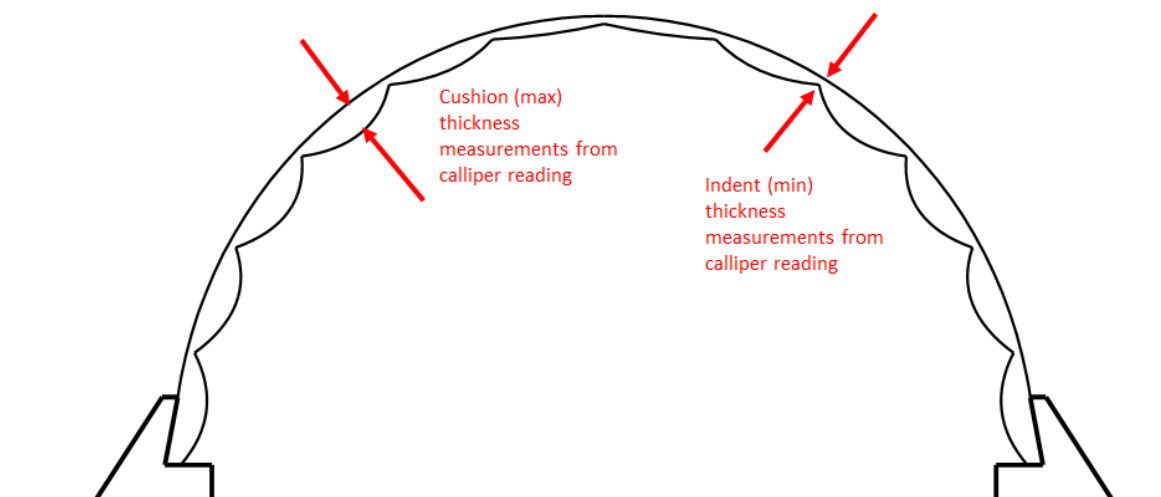 Cushion (max)
thickness
measurements from
calliper reading
Indent (min)
thickness
measurements from
calliper reading